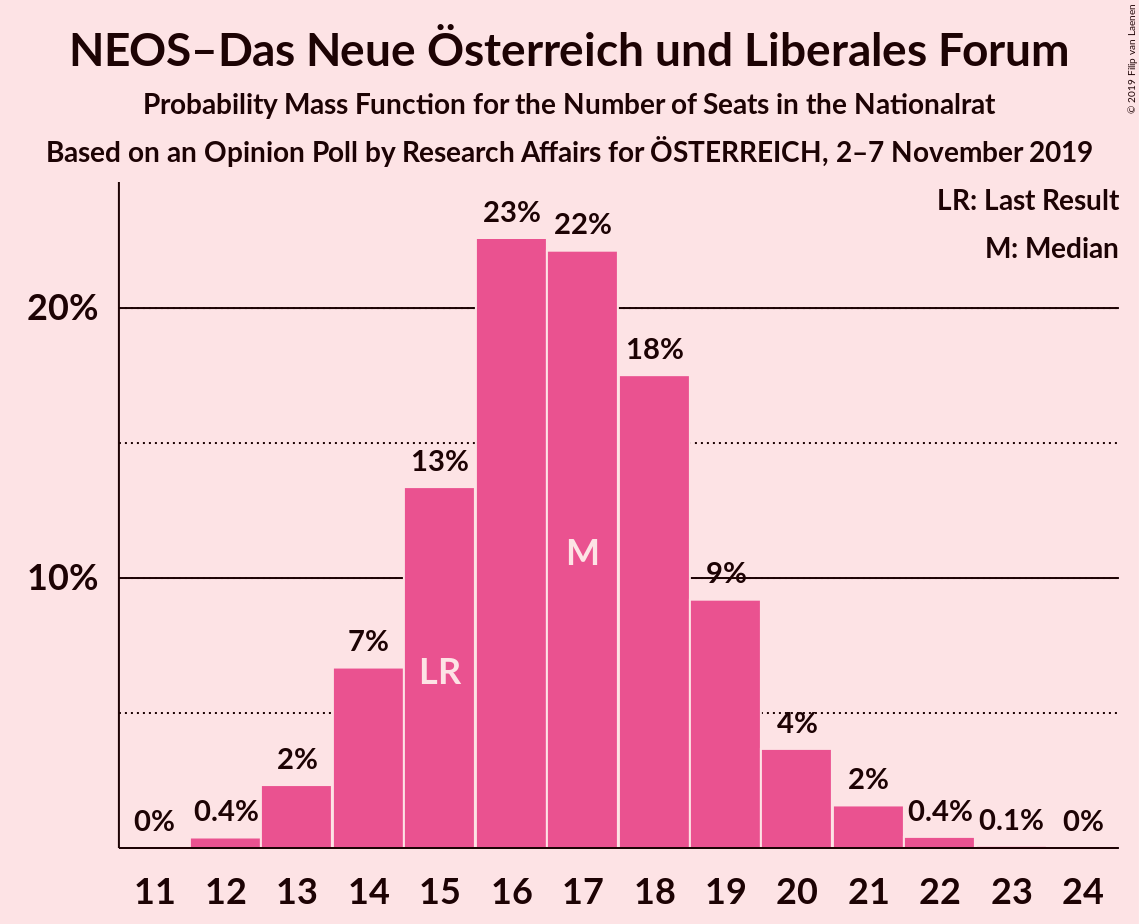 NEOS–Das Neue Österreich und Liberales Forum
Probability Mass Function for the Number of Seats in the Nationalrat
Based on an Opinion Poll by Research Affairs for ÖSTERREICH, 2–7 November 2019
© 2019 Filip van Laenen
LR: Last Result
M: Median
20%
10%
0%
0.4%
2%
7%
13%
23%
22%
18%
9%
4%
2%
0.4%
0.1%
0%
LR
M
11 12 13 14 15 16 17 18 19 20 21 22 23 24